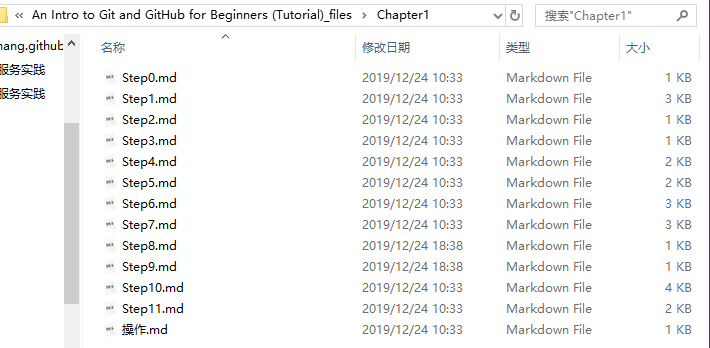 « An Intro to Git and GitHub for Beginners (Tutorial)_files › Chapter1
搜索"Chapter1"
nang.github
服务实践
服务实践
名称 修改日期 类型 大小
Step0.md 2019/12/24 10:33 Markdown File 1 KB
Step1.md 2019/12/24 10:33 Markdown File 3 KB
Step2.md 2019/12/24 10:33 Markdown File 1 KB
Step3.md 2019/12/24 10:33 Markdown File 1 KB
Step4.md 2019/12/24 10:33 Markdown File 2 KB
Step5.md 2019/12/24 10:33 Markdown File 2 KB
Step6.md 2019/12/24 10:33 Markdown File 3 KB
Step7.md 2019/12/24 10:33 Markdown File 3 KB
Step8.md 2019/12/24 18:38 Markdown File 1 KB
Step9.md 2019/12/24 18:38 Markdown File 1 KB
Step10.md 2019/12/24 10:33 Markdown File 4 KB
Step11.md 2019/12/24 10:33 Markdown File 2 KB
操作.md 2019/12/24 10:33 Markdown File 1 KB